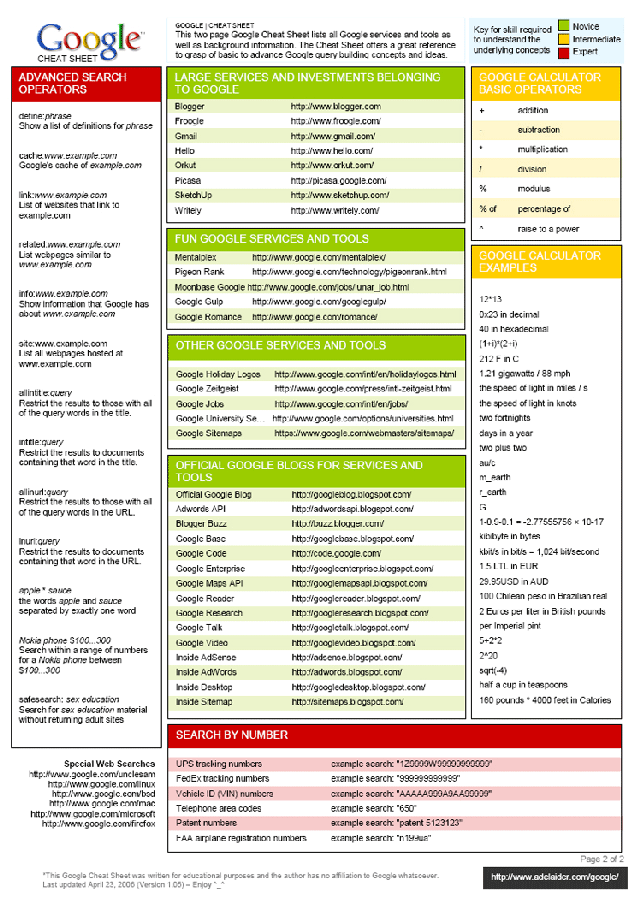 Google™
CHEAT SHEET
GOOGLE | CHEAT SHEET
This two page Google Cheat Sheet lists all Google services and tools as
well as background information. The Cheat Sheet offers a great reference
to grasp of basic to advance Google query building concepts and ideas.
Key for skill required
to understand the
underlying concepts
Novice
Intermediate
Expert
ADVANCED SEARCH
OPERATORS
define:phrase
Show a list of definitions for phrase
cache:www.example.com
Google's cache of example.com
link:www.example.com
List of websites that link to
example.com
related:www.example.com
List webpages similar to
www.example.com
info:www.example.com
Show information that Google has
about www.example.com
site:www.example.com
List all webpages hosted at
www.example.com
allintitle:query
Restrict the results to those with all
of the query words in the title.
intitle:query
Restrict the results to documents
containing that word in the title.
allinurl:query
Restrict the results to those with all
of the query words in the URL.
inurl:query
Restrict the results to documents
containing that word in the URL.
apple * sauce
the words apple and sauce
separated by exactly one word
Nokia phone $100...300
Search within a range of numbers
for a Nokia phone between
$100...300
safesearch: sex education
Search for sex education material
without returning adult sites
Special Web Searches
http://www.google.com/unclesam
http://www.google.com/linux
http://www.google.com/bsd
http://www.google.com/mac
http://www.google.com/microsoft
http://www.google.com/firefox
LARGE SERVICES AND INVESTMENTS BELONGING
TO GOOGLE
Blogger http://www.blogger.com
Froogle http://www.froogle.com/
Gmail http://www.gmail.com/
Hello http://www.hello.com/
Orkut http://www.orkut.com/
Picasa http://picasa.google.com/
SketchUp http://www.sketchup.com/
Writely http://www.writely.com/
FUN GOOGLE SERVICES AND TOOLS
Mentalplex http://www.google.com/mentalplex/
Pigeon Rank http://www.google.com/technology/pigeonrank.html
Moonbase Google http://www.google.com/jobs/lunar_job.html
Google Gulp http://www.google.com/googlegulp/
Google Romance http://www.google.com/romance/
OTHER GOOGLE SERVICES AND TOOLS
Google Holiday Logos http://www.google.com/intl/en/holidaylogos.html
Google Zeitgeist http://www.google.com/press/intl-zeitgeist.html
Google Jobs http://www.google.com/intl/en/jobs/
Google University Se... http://www.google.com/options/universities.html
Google Sitemaps https://www.google.com/webmasters/sitemaps/
OFFICIAL GOOGLE BLOGS FOR SERVICES AND
TOOLS
Official Google Blog http://googleblog.blogspot.com/
Adwords API http://adwordsapi.blogspot.com/
Blogger Buzz http://buzz.blogger.com/
Google Base http://googlebase.blogspot.com/
Google Code http://code.google.com/
Google Enterprise http://googleenterprise.blogspot.com/
Google Maps API http://googlemapsapi.blogspot.com/
Google Reader http://googlereader.blogspot.com/
Google Research http://googleresearch.blogspot.com/
Google Talk http://googletalk.blogspot.com/
Google Video http://googlevideo.blogspot.com/
Inside AdSense http://adsense.blogspot.com/
Inside AdWords http://adwords.blogspot.com/
Inside Desktop http://googledesktop.blogspot.com/
Inside Sitemap http://sitemaps.blogspot.com/
GOOGLE CALCULATOR
BASIC OPERATORS
+ addition
- subtraction
* multiplication
/ division
% modulus
% of percentage of
^ raise to a power
GOOGLE CALCULATOR
EXAMPLES
12*13
0x23 in decimal
40 in hexadecimal
(1+i)*(2+i)
212 F in C
1.21 gigawatts / 88 mph
the speed of light in miles / s
the speed of light in knots
two fortnights
days in a year
two plus two
au/c
m_earth
r_earth
G
1-0.9-0.1 = -2.77555756 × 10-17
kibibyte in bytes
kbit/s in bit/s = 1,024 bit/second
1.5 LTL in EUR
29.95USD in AUD
100 Chilean peso in Brazilian real
2 Euros per liter in British pounds
per Imperial pint
5+2*2
2^20
sqrt(-4)
half a cup in teaspoons
160 pounds * 4000 feet in Calories
SEARCH BY NUMBER
UPS tracking numbers example search: "1Z9999W99999999999"
FedEx tracking numbers example search: "999999999999"
Vehicle ID (VIN) numbers example search: "AAAAA999A9AA99999"
Telephone area codes example search: "650"
Patent numbers example search: "patent 5123123"
FAA airplane registration numbers example search: "n199ua"
Page 2 of 2
*This Google Cheat Sheet was written for educational purposes and the author has no affiliation to Google whatsoever.
Last updated April 23, 2006 (Version 1.06) – Enjoy ^_^
http://www.adelaider.com/google/